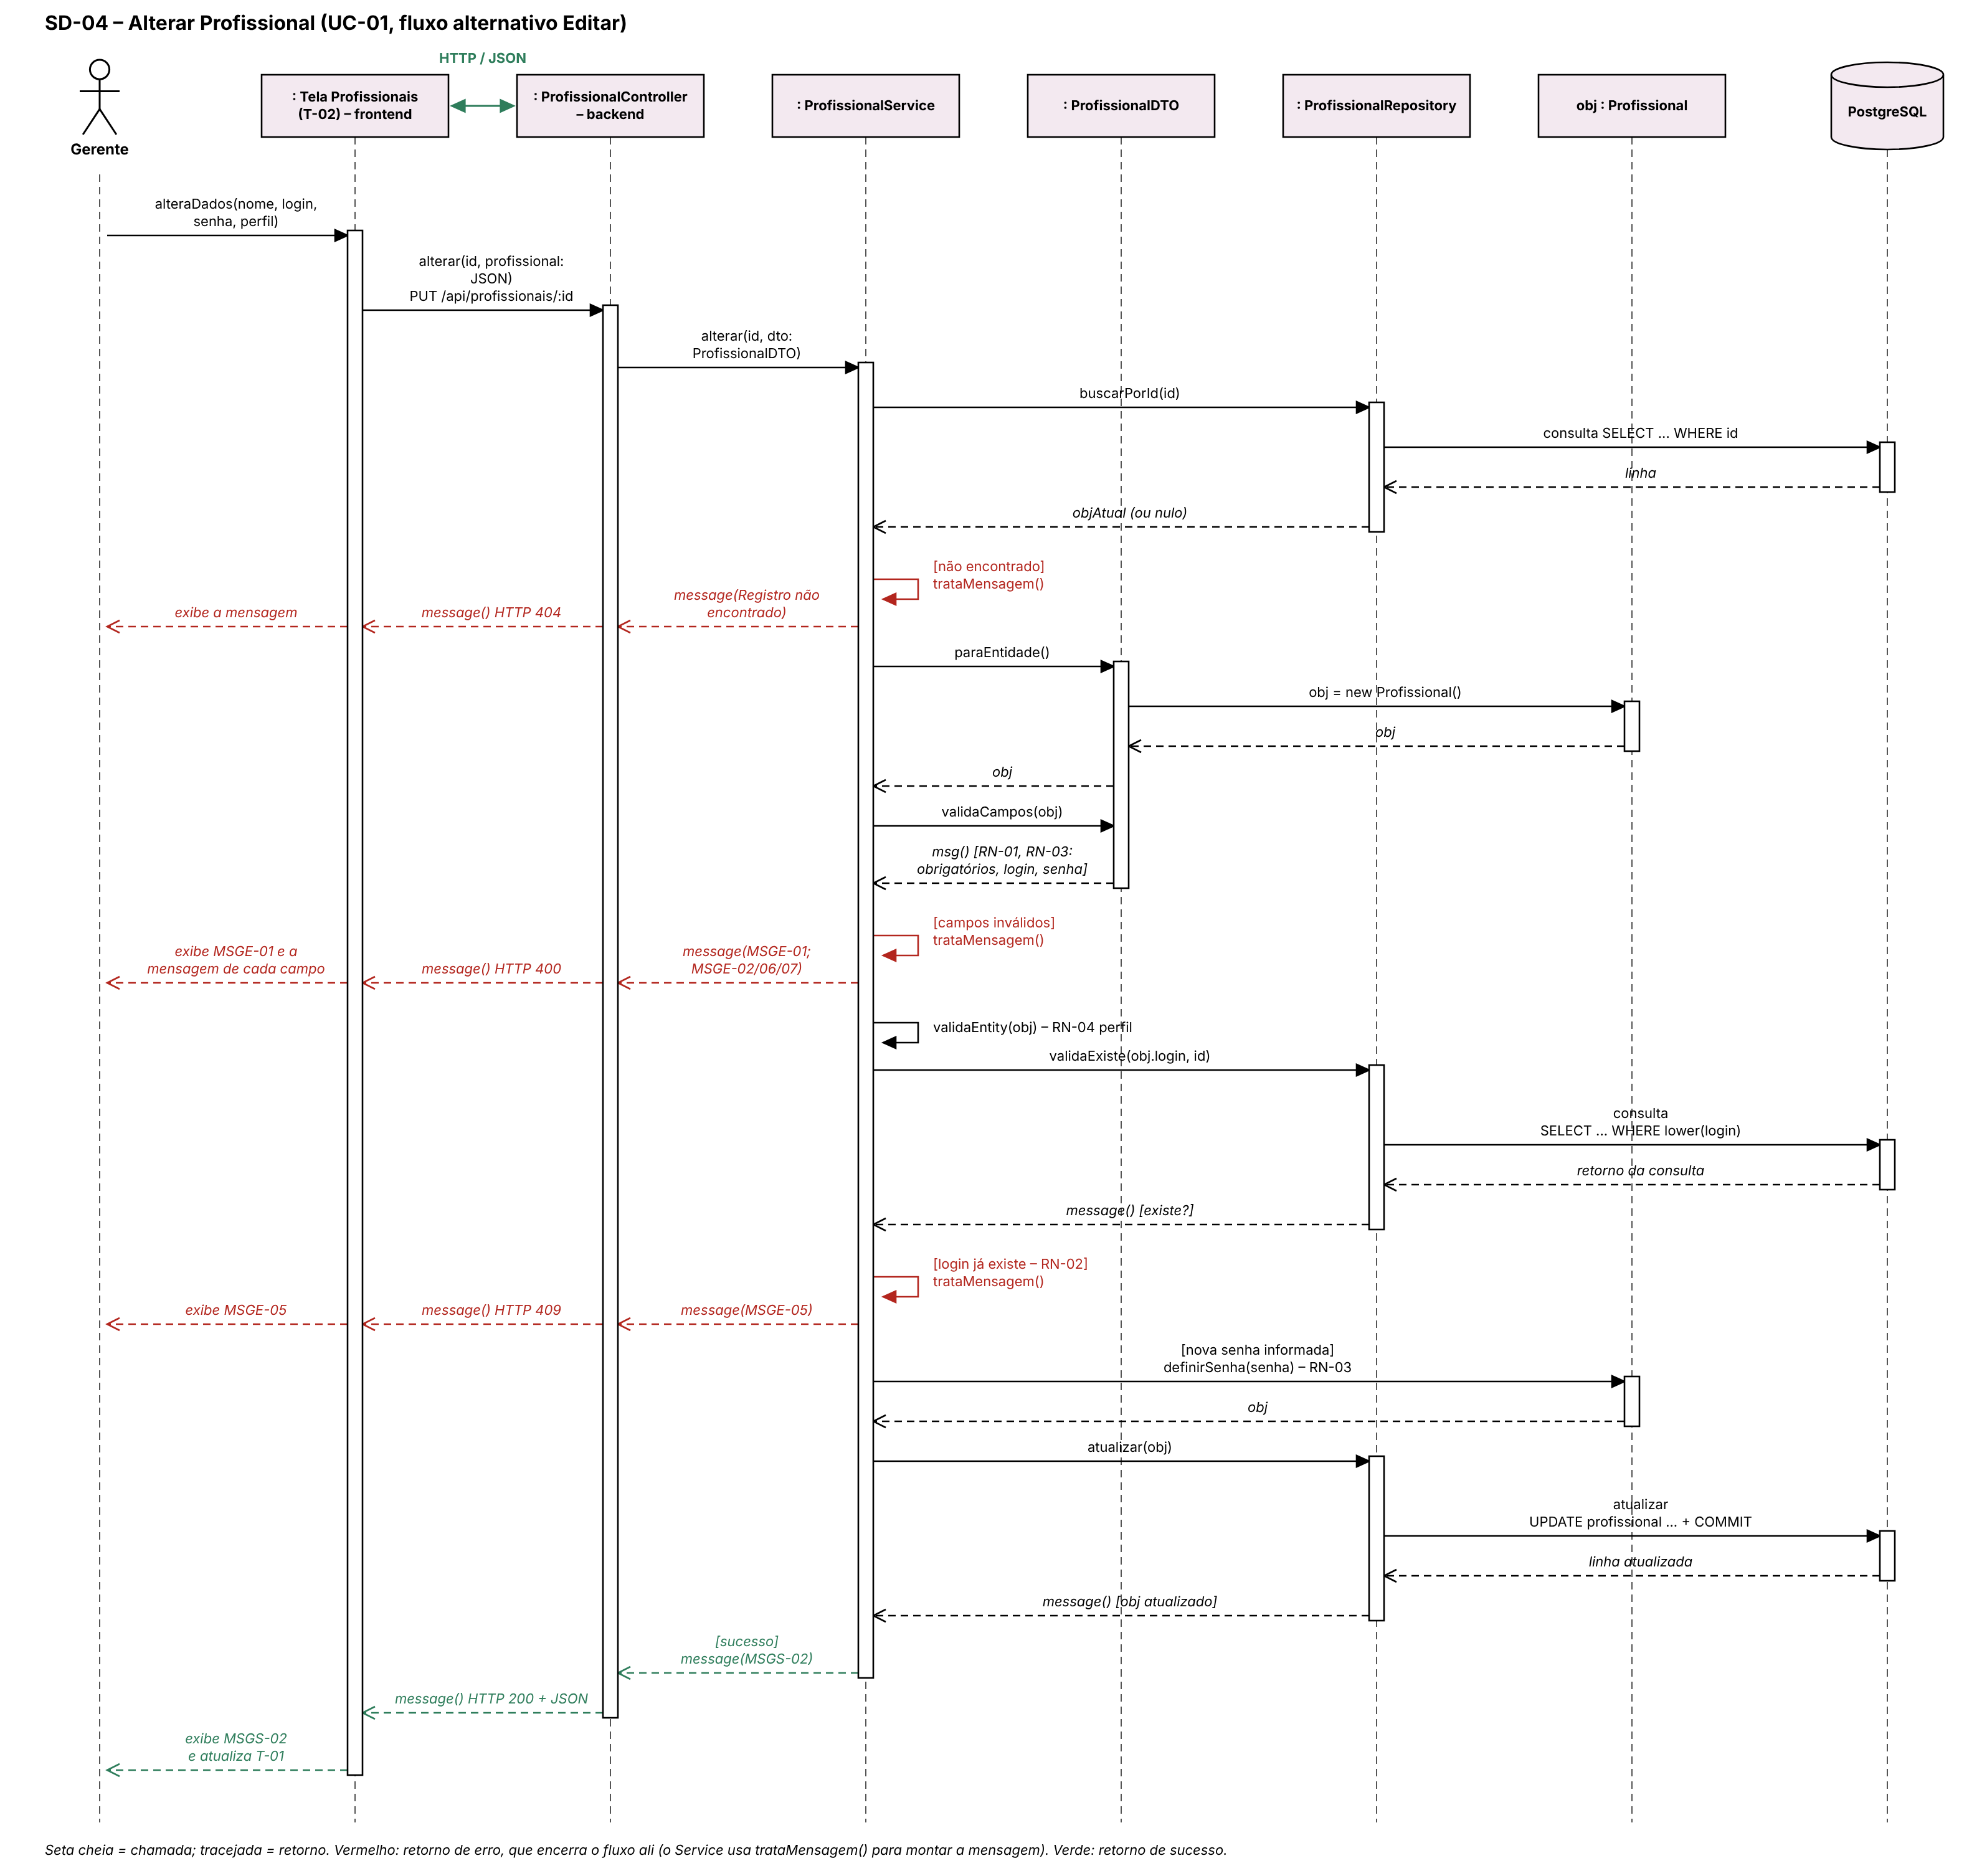 SD-04 – Alterar Profissional (UC-01, fluxo alternativo Editar)
HTTP / JSON
Gerente
: Tela Profissionais
(T-02) – frontend
: ProfissionalController
– backend
: ProfissionalService
: ProfissionalDTO
: ProfissionalRepository
obj : Profissional
PostgreSQL
alteraDados(nome, login,
senha, perfil)
alterar(id, profissional:
JSON)
PUT /api/profissionais/:id
alterar(id, dto:
ProfissionalDTO)
buscarPorId(id)
consulta SELECT ... WHERE id
linha
objAtual (ou nulo)
[não encontrado]
trataMensagem()
message(Registro não
encontrado)
message() HTTP 404
exibe a mensagem
paraEntidade()
obj = new Profissional()
obj
obj
validaCampos(obj)
msg() [RN-01, RN-03:
obrigatórios, login, senha]
[campos inválidos]
trataMensagem()
message(MSGE-01;
MSGE-02/06/07)
message() HTTP 400
exibe MSGE-01 e a
mensagem de cada campo
validaEntity(obj) – RN-04 perfil
validaExiste(obj.login, id)
consulta
SELECT ... WHERE lower(login)
retorno da consulta
message() [existe?]
[login já existe – RN-02]
trataMensagem()
message(MSGE-05)
message() HTTP 409
exibe MSGE-05
[nova senha informada]
definirSenha(senha) – RN-03
obj
atualizar(obj)
atualizar
UPDATE profissional ... + COMMIT
linha atualizada
message() [obj atualizado]
[sucesso]
message(MSGS-02)
message() HTTP 200 + JSON
exibe MSGS-02
e atualiza T-01
Seta cheia = chamada; tracejada = retorno. Vermelho: retorno de erro, que encerra o fluxo ali (o Service usa trataMensagem() para montar a mensagem). Verde: retorno de sucesso.